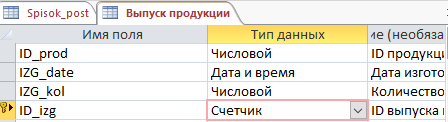 Spisok_post Выпуск продукции
Имя поля Тип данных ие (необяза
ID_prod Числовой ID продукци
IZG_date Дата и время Дата изгото
IZG_kol Числовой Количество
ID_izg Счетчик ID выпуска